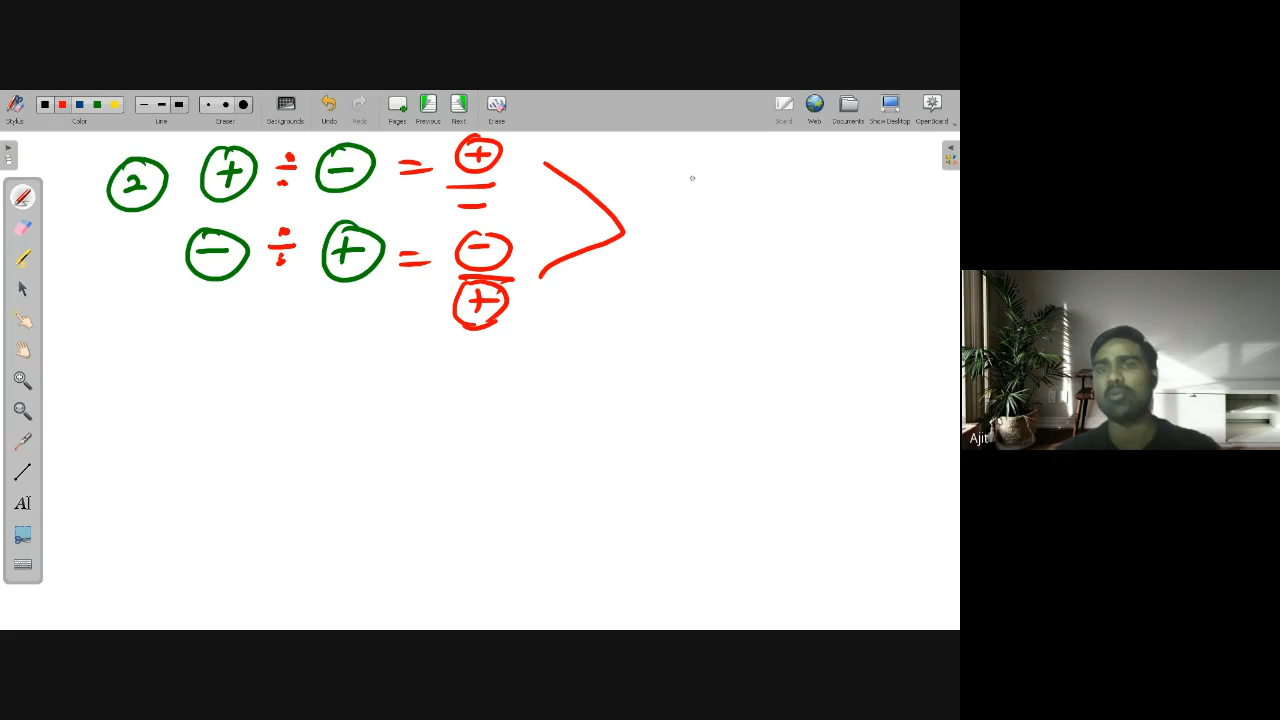 Stylus Color Line Eraser Backgrounds Undo Redo Pages Previous Next Erase Board Web Documents Show Desktop OpenBoard
② ⊕ ÷ ⊖ = ⊕/−
⊖ ÷ ⊕ = ⊖/⊕
AI
Ajit